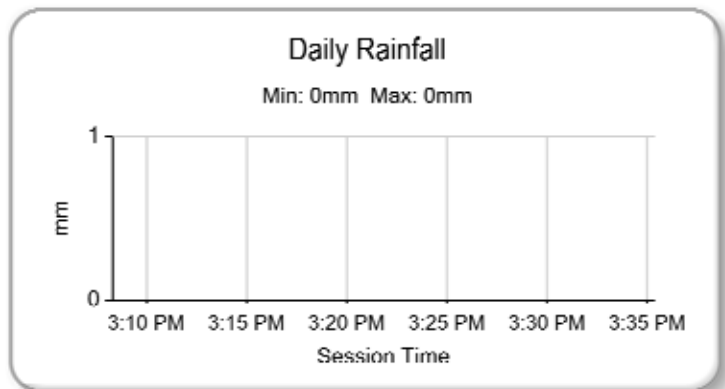 Daily Rainfall
Min: 0mm Max: 0mm
1
mm
0
3:10 PM 3:15 PM 3:20 PM 3:25 PM 3:30 PM 3:35 PM
Session Time